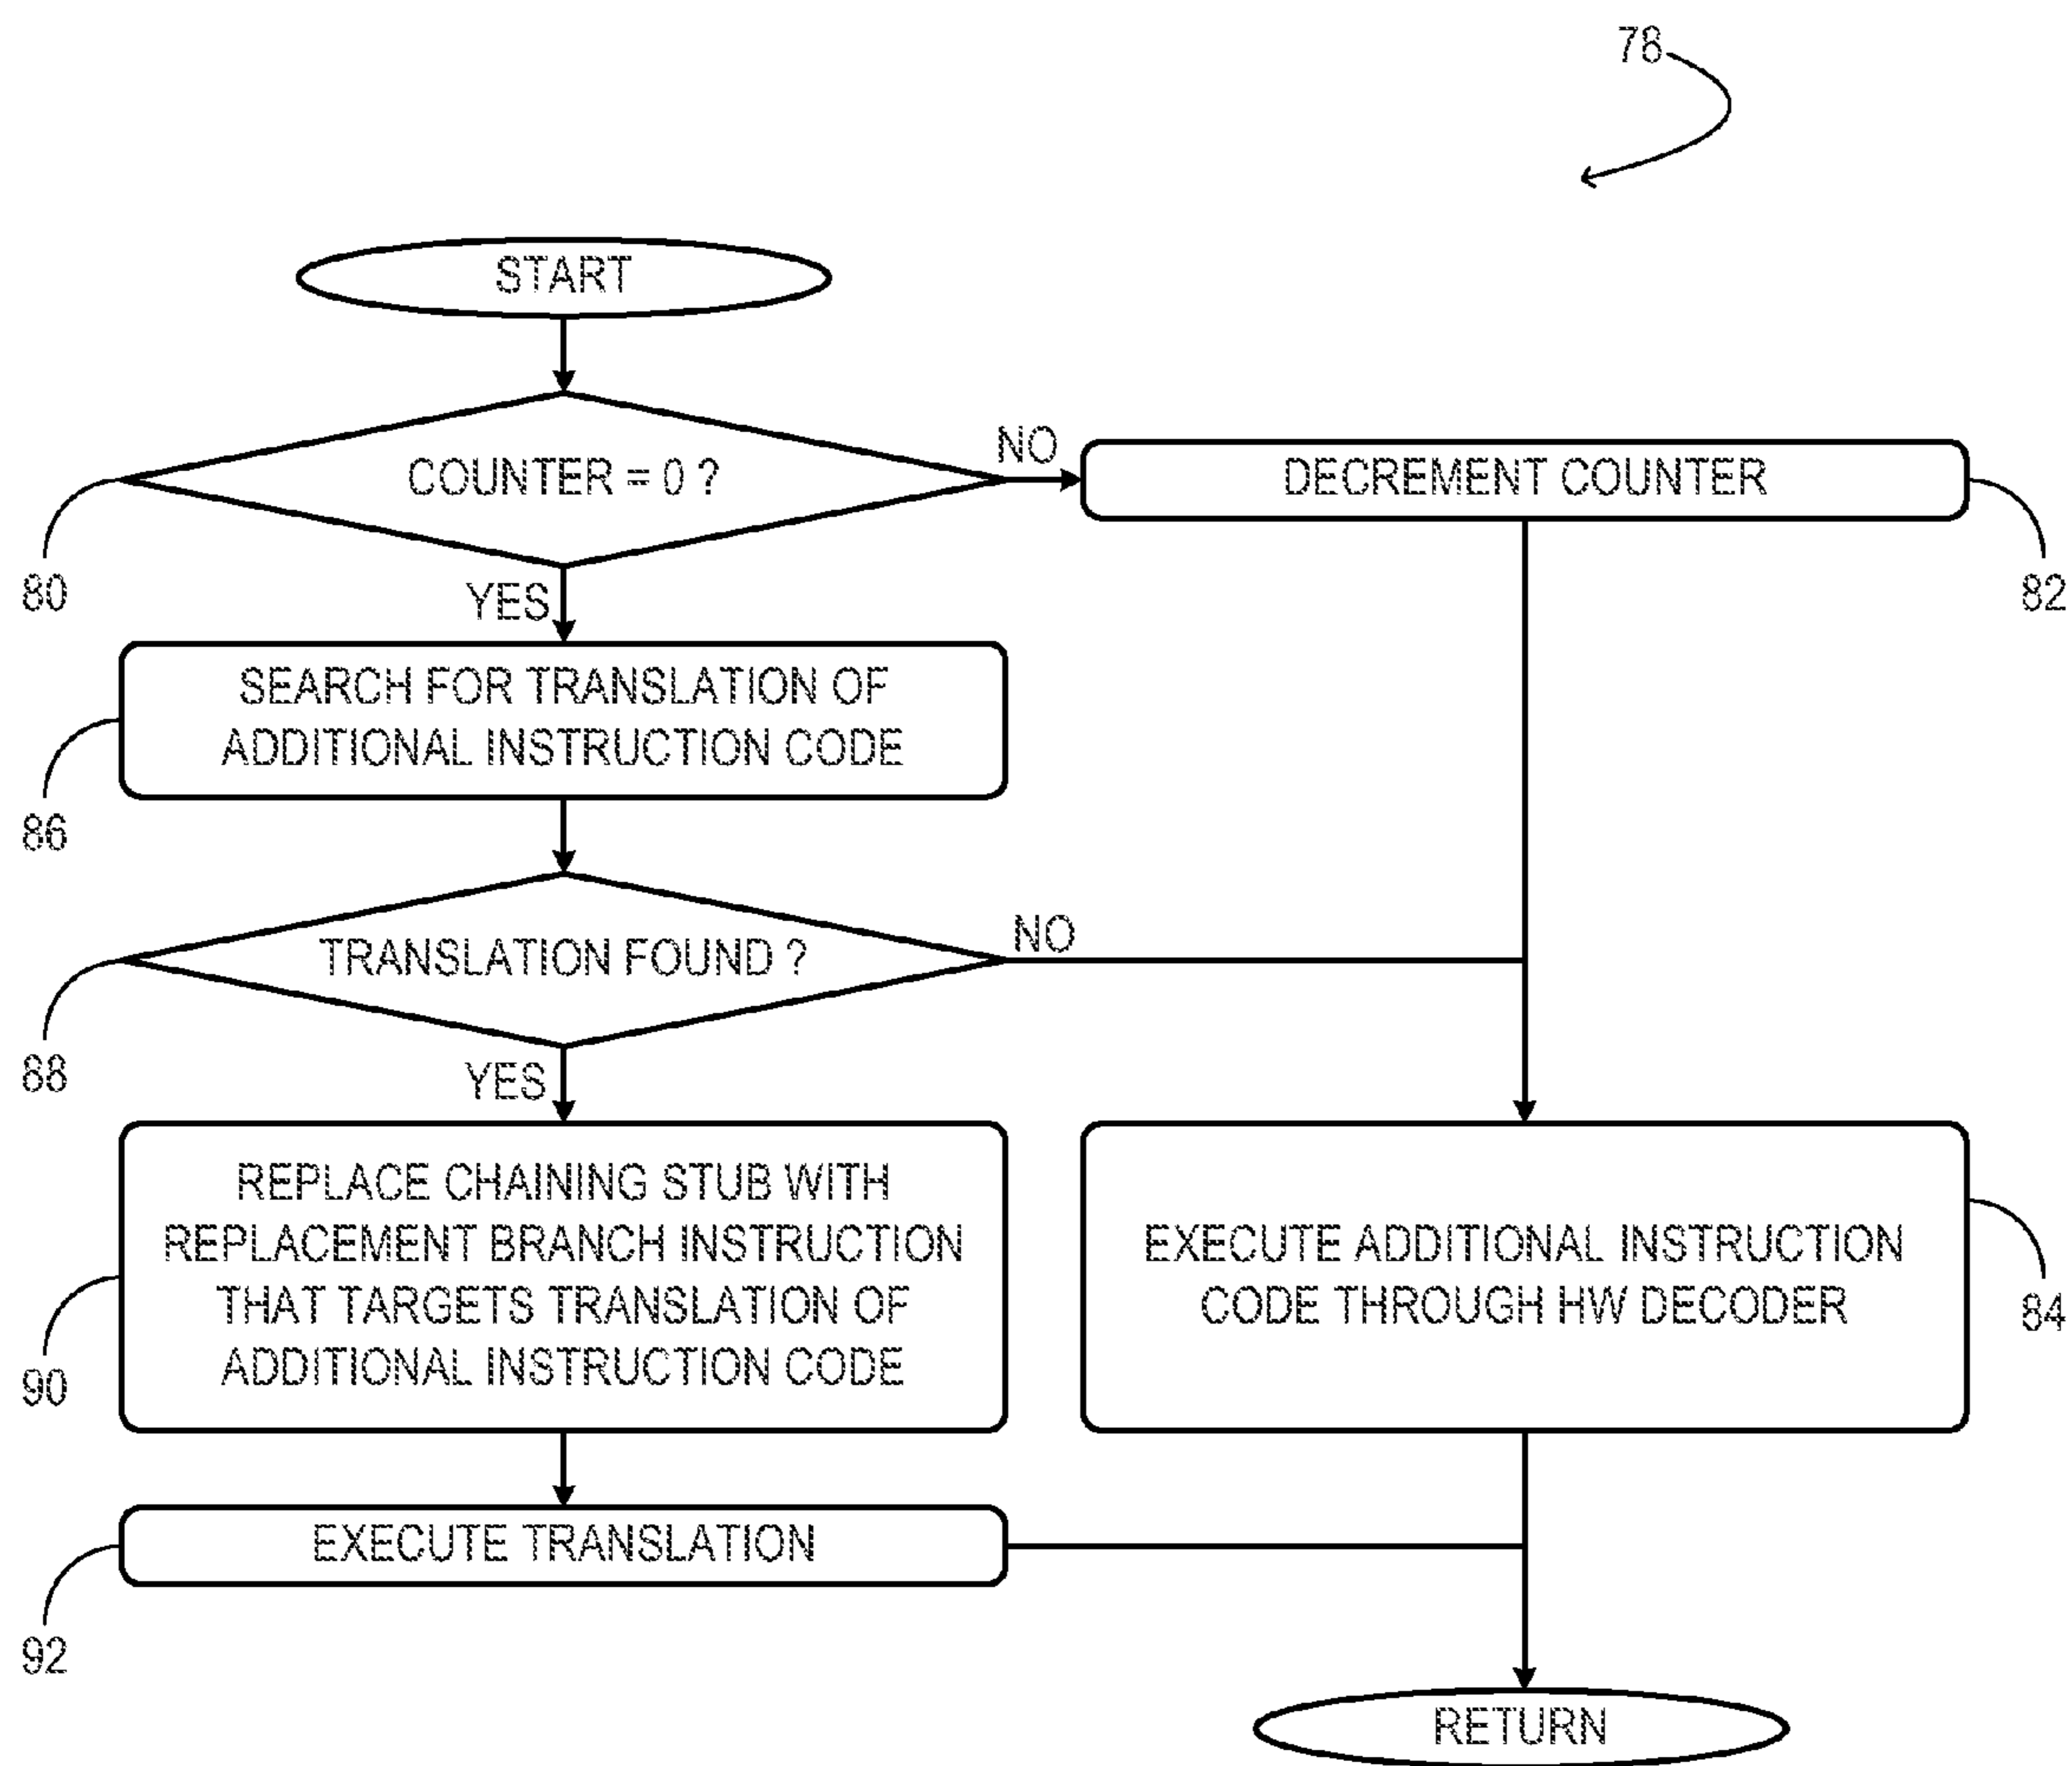 78
START
COUNTER = 0 ?
NO
DECREMENT COUNTER
80
82
YES
SEARCH FOR TRANSLATION OF
ADDITIONAL INSTRUCTION CODE
86
TRANSLATION FOUND ?
NO
88
YES
REPLACE CHAINING STUB WITH
REPLACEMENT BRANCH INSTRUCTION
THAT TARGETS TRANSLATION OF
ADDITIONAL INSTRUCTION CODE
90
EXECUTE ADDITIONAL INSTRUCTION
CODE THROUGH HW DECODER
84
EXECUTE TRANSLATION
92
RETURN